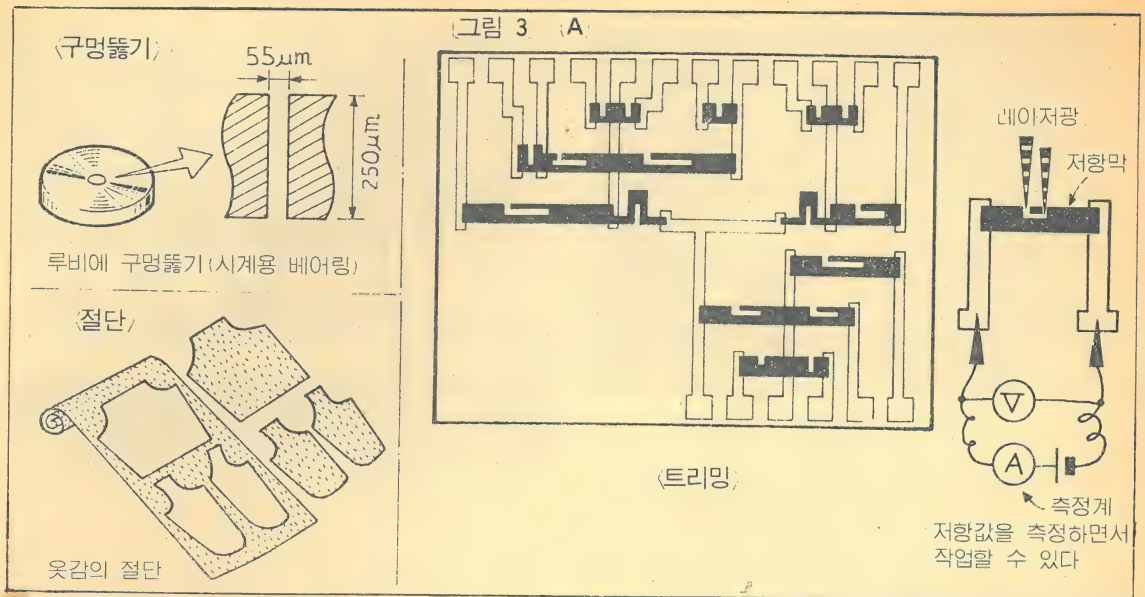 그림 3 (A)
〈구멍뚫기〉
55μm
250μm
루비에 구멍뚫기(시계용 베어링)
〈절단〉
옷감의 절단
〈트리밍〉
레이저광
저항막
V
A
측정계
저항값을 측정하면서
작업할 수 있다